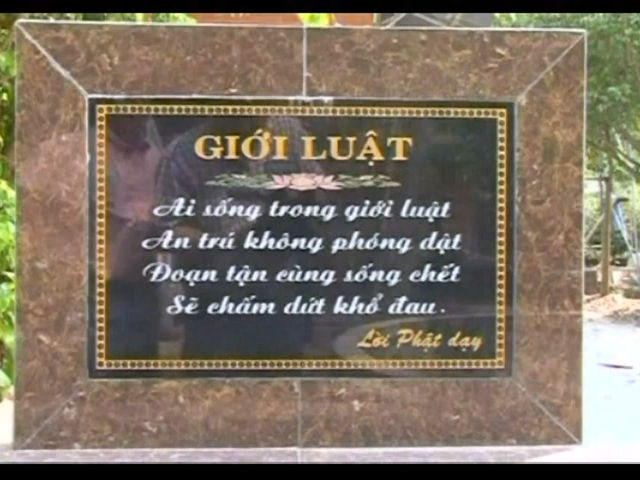 GIỚI LUẬT
Ai sống trong giới luật
An trú không phóng dật
Đoạn tận cùng sống chết
Sẽ chấm dứt khổ đau.
Lời Phật dạy